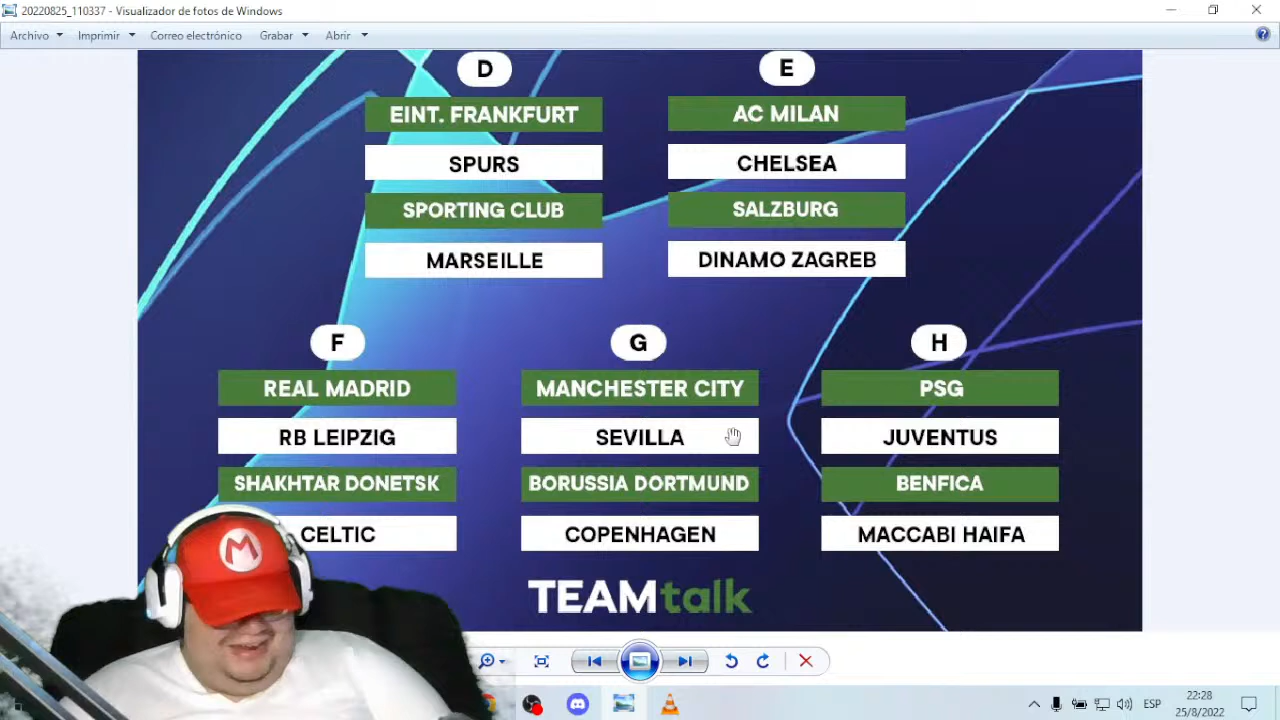 20220825_110337 - Visualizador de fotos de Windows
Archivo Imprimir Correo electrónico Grabar Abrir
D
EINT. FRANKFURT
SPURS
SPORTING CLUB
MARSEILLE
E
AC MILAN
CHELSEA
SALZBURG
DINAMO ZAGREB
F
REAL MADRID
RB LEIPZIG
SHAKHTAR DONETSK
CELTIC
G
MANCHESTER CITY
SEVILLA
BORUSSIA DORTMUND
COPENHAGEN
H
PSG
JUVENTUS
BENFICA
MACCABI HAIFA
TEAMtalk
M
ESP
22:28
25/8/2022